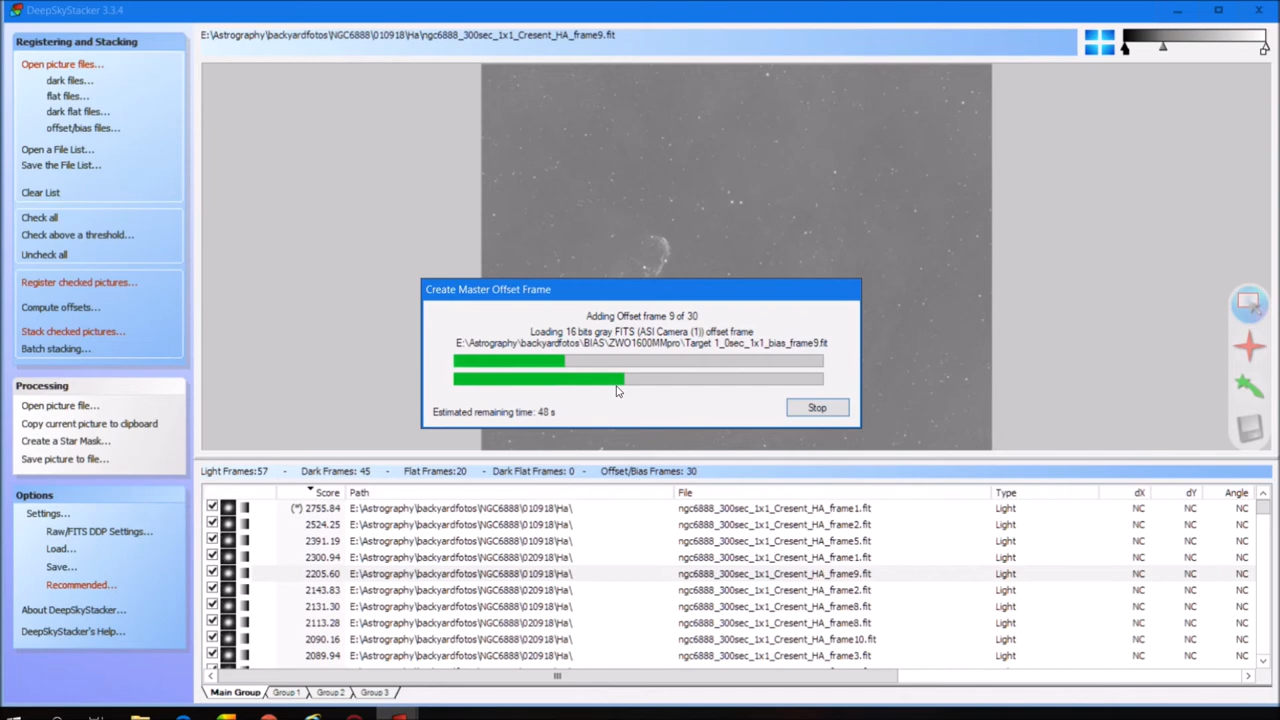 DeepSkyStacker 3.3.4
Registering and Stacking
Open picture files...
dark files...
flat files...
dark flat files...
offset/bias files...
Open a File List...
Save the File List...
Clear List
Check all
Check above a threshold...
Uncheck all
Register checked pictures...
Compute offsets...
Stack checked pictures...
Batch stacking...
Processing
Open picture file...
Copy current picture to clipboard
Create a Star Mask...
Save picture to file...
Options
Settings...
Raw/FITS DDP Settings...
Load...
Save...
Recommended...
About DeepSkyStacker...
DeepSkyStacker's Help...
E:\Astrography\backyardfotos\NGC6888\010918\Ha\ngc6888_300sec_1x1_Cresent_HA_frame9.fit
Create Master Offset Frame
Adding Offset frame 9 of 30
Loading 16 bits gray FITS (ASI Camera (1)) offset frame
E:\Astrography\backyardfotos\BIAS\ZWO1600MMpro\Target 1_0sec_1x1_bias_frame9.fit
Estimated remaining time: 48 s
Stop
Light Frames:57 - Dark Frames: 45 - Flat Frames:20 - Dark Flat Frames: 0 - Offset/Bias Frames: 30
Score Path File Type dX dY Angle
(*) 2755.84 E:\Astrography\backyardfotos\NGC6888\010918\Ha\ ngc6888_300sec_1x1_Cresent_HA_frame1.fit Light NC NC NC
2524.25 E:\Astrography\backyardfotos\NGC6888\010918\Ha\ ngc6888_300sec_1x1_Cresent_HA_frame2.fit Light NC NC NC
2391.19 E:\Astrography\backyardfotos\NGC6888\010918\Ha\ ngc6888_300sec_1x1_Cresent_HA_frame5.fit Light NC NC NC
2300.94 E:\Astrography\backyardfotos\NGC6888\020918\Ha\ ngc6888_300sec_1x1_Cresent_HA_frame1.fit Light NC NC NC
2205.60 E:\Astrography\backyardfotos\NGC6888\010918\Ha\ ngc6888_300sec_1x1_Cresent_HA_frame9.fit Light NC NC NC
2143.83 E:\Astrography\backyardfotos\NGC6888\020918\Ha\ ngc6888_300sec_1x1_Cresent_HA_frame2.fit Light NC NC NC
2131.30 E:\Astrography\backyardfotos\NGC6888\010918\Ha\ ngc6888_300sec_1x1_Cresent_HA_frame8.fit Light NC NC NC
2113.28 E:\Astrography\backyardfotos\NGC6888\020918\Ha\ ngc6888_300sec_1x1_Cresent_HA_frame8.fit Light NC NC NC
2090.16 E:\Astrography\backyardfotos\NGC6888\010918\Ha\ ngc6888_300sec_1x1_Cresent_HA_frame10.fit Light NC NC NC
2089.94 E:\Astrography\backyardfotos\NGC6888\020918\Ha\ ngc6888_300sec_1x1_Cresent_HA_frame3.fit Light NC NC NC
Main Group Group 1 Group 2 Group 3